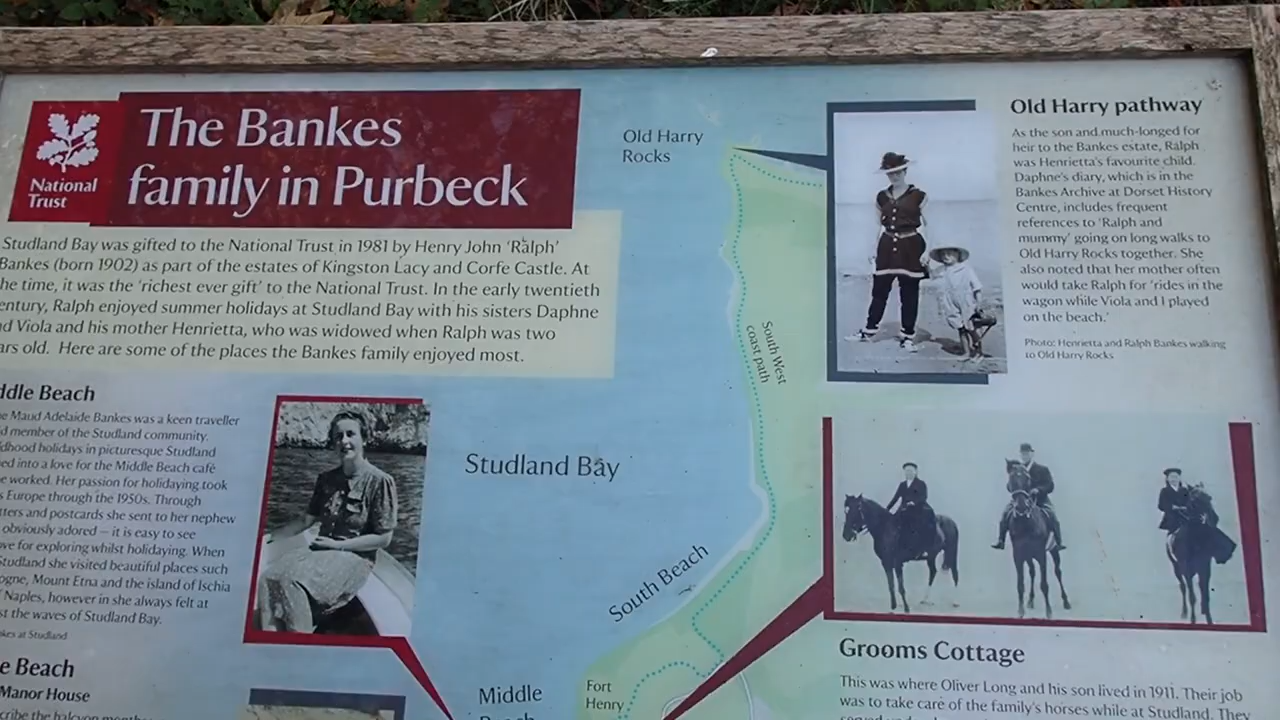 National
Trust
The Bankes
family in Purbeck
Studland Bay was gifted to the National Trust in 1981 by Henry John ‘Ralph’
Bankes (born 1902) as part of the estates of Kingston Lacy and Corfe Castle. At
he time, it was the ‘richest ever gift’ to the National Trust. In the early twentieth
entury, Ralph enjoyed summer holidays at Studland Bay with his sisters Daphne
d Viola and his mother Henrietta, who was widowed when Ralph was two
ars old. Here are some of the places the Bankes family enjoyed most.
ddle Beach
e Maud Adelaide Bankes was a keen traveller
d member of the Studland community.
dhood holidays in picturesque Studland
ed into a love for the Middle Beach café
e worked. Her passion for holidaying took
s Europe through the 1950s. Through
tters and postcards she sent to her nephew
obviously adored – it is easy to see
ve for exploring whilst holidaying. When
Studland she visited beautiful places such
ogne, Mount Etna and the island of Ischia
Naples, however in she always felt at
st the waves of Studland Bay.
kes at Studland
e Beach
Manor House
cribe the halcyon months
Old Harry
Rocks
South West
coast path
Studland Bay
South Beach
Middle
Beach
Fort
Henry
Old Harry pathway
As the son and much-longed for
heir to the Bankes estate, Ralph
was Henrietta’s favourite child.
Daphne’s diary, which is in the
Bankes Archive at Dorset History
Centre, includes frequent
references to ‘Ralph and
mummy’ going on long walks to
Old Harry Rocks together. She
also noted that her mother often
would take Ralph for ‘rides in the
wagon while Viola and I played
on the beach.’
Photo: Henrietta and Ralph Bankes walking
to Old Harry Rocks
Grooms Cottage
This was where Oliver Long and his son lived in 1911. Their job
was to take care of the family’s horses while at Studland. They